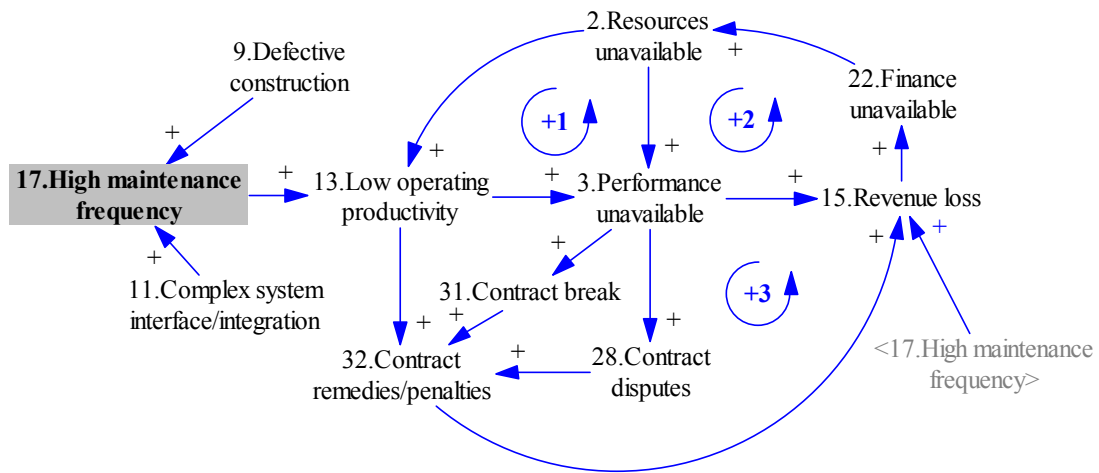 2.Resources
unavailable
+
9.Defective
construction
22.Finance
unavailable
+1
+2
+
+
+
+
17.High maintenance
frequency
+
13.Low operating
productivity
+
3.Performance
unavailable
+
15.Revenue loss
+
+
+
+
11.Complex system
interface/integration
31.Contract break
+3
+
+
+
32.Contract
remedies/penalties
+
28.Contract
disputes
<17.High maintenance
frequency>